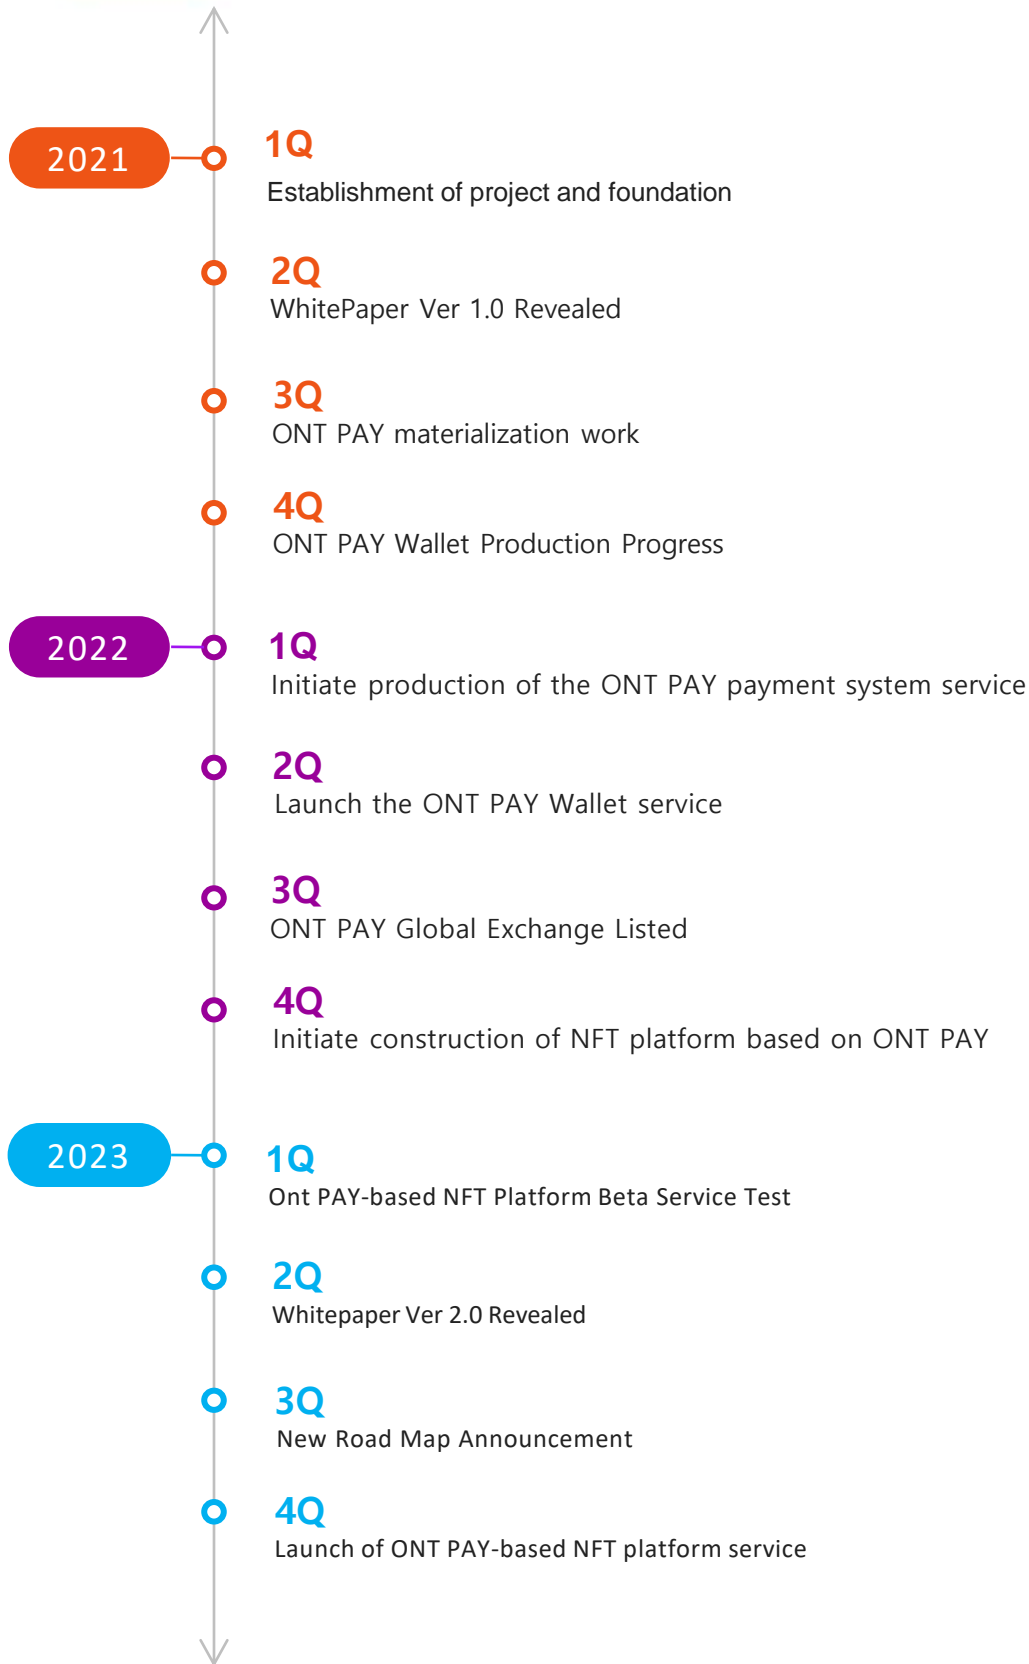 2021
1Q
Establishment of project and foundation
2Q
WhitePaper Ver 1.0 Revealed
3Q
ONT PAY materialization work
4Q
ONT PAY Wallet Production Progress
2022
1Q
Initiate production of the ONT PAY payment system service
2Q
Launch the ONT PAY Wallet service
3Q
ONT PAY Global Exchange Listed
4Q
Initiate construction of NFT platform based on ONT PAY
2023
1Q
Ont PAY-based NFT Platform Beta Service Test
2Q
Whitepaper Ver 2.0 Revealed
3Q
New Road Map Announcement
4Q
Launch of ONT PAY-based NFT platform service